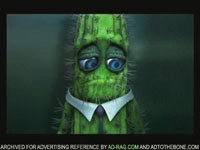 ARCHIVED FOR ADVERTISING REFERENCE BY AD-RAG.COM AND ADTOTHEBONE.COM